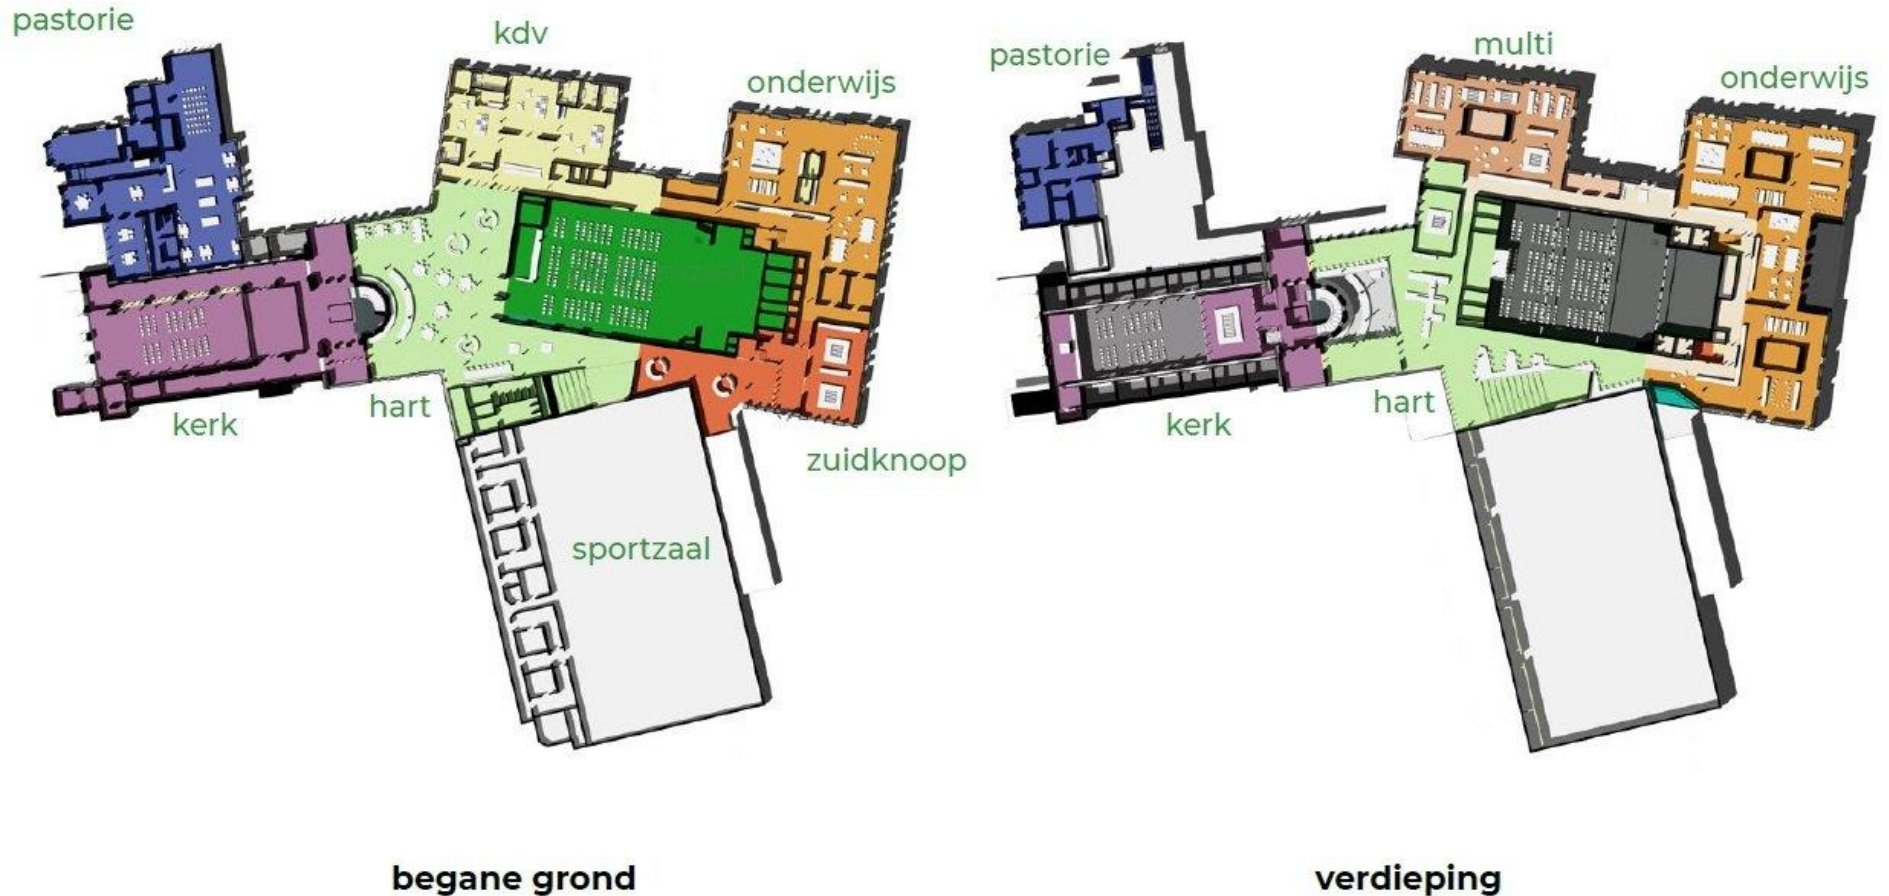 pastorie
kdv
onderwijs
kerk
hart
zuidknoop
sportzaal
begane grond
pastorie
multi
onderwijs
kerk
hart
verdieping